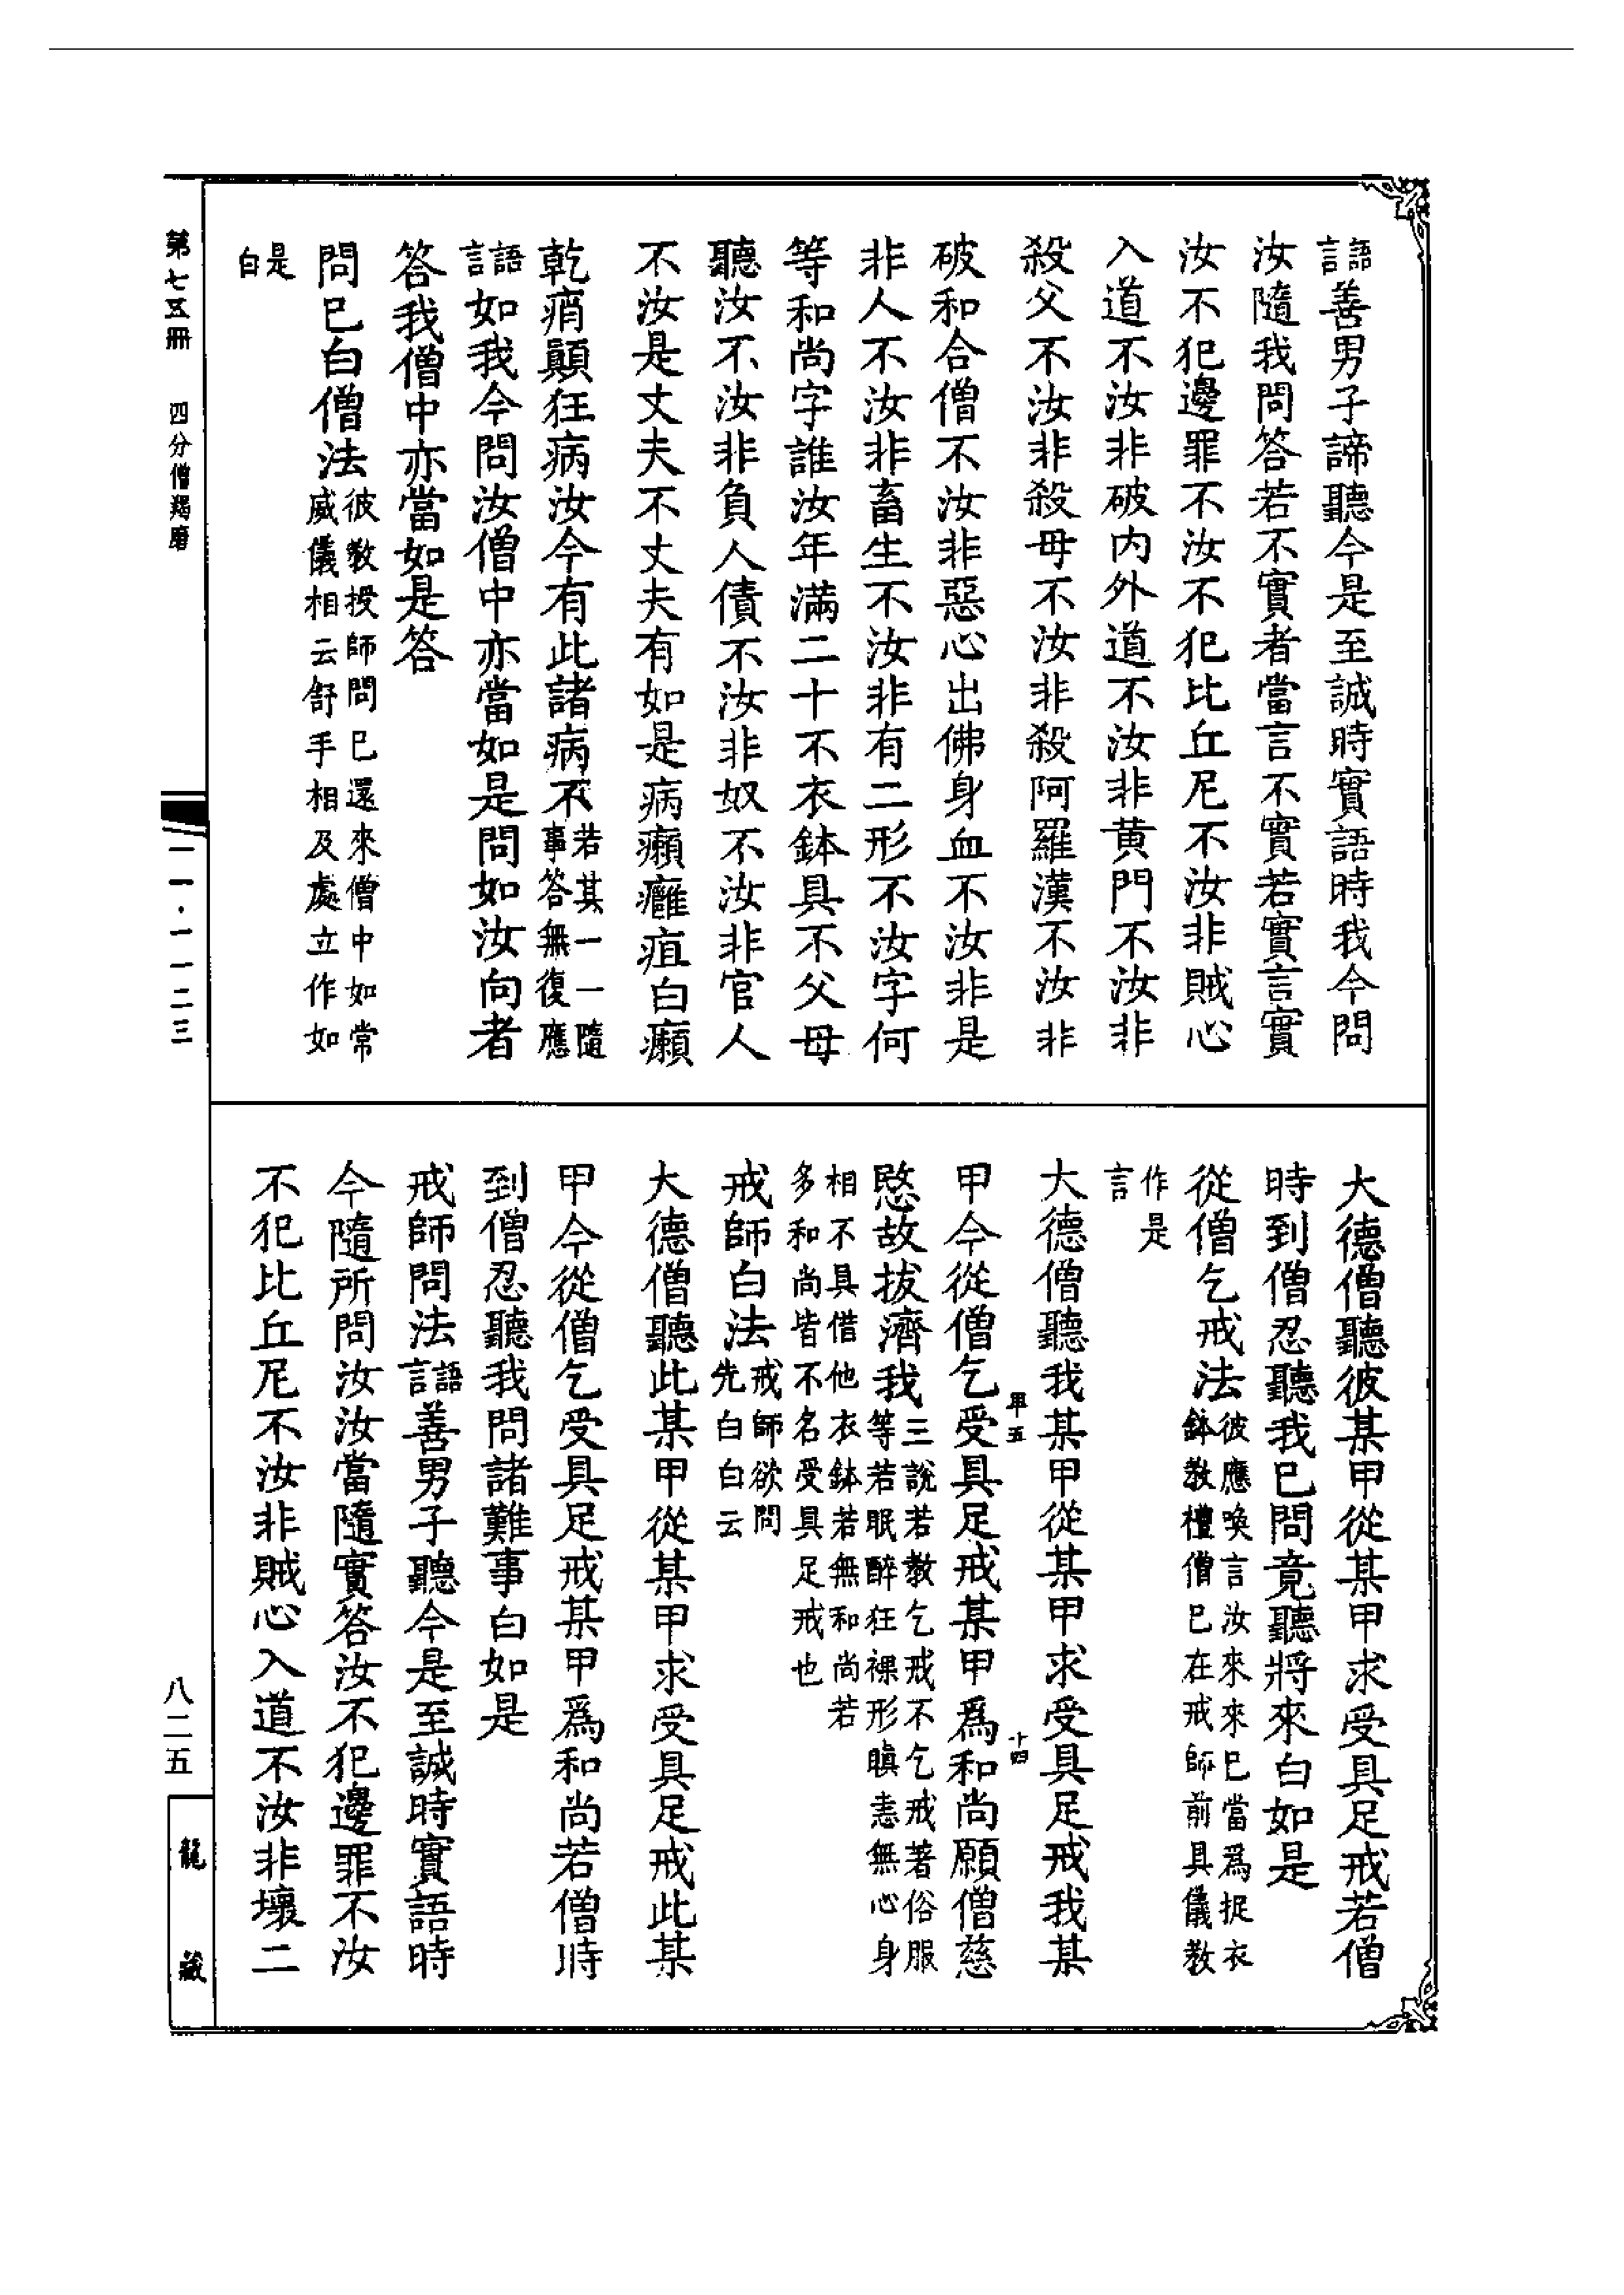 語言善男子諦聽今是至誠時實語時我今問
汝隨我問答若不實者當言不實若實言實
汝不犯邊罪不汝不犯比丘尼不汝非賊心
入道不汝非破內外道不汝非黃門不汝非
殺父不汝非殺母不汝非殺阿羅漢不汝非
破和合僧不汝非惡心出佛身血不汝非是
非人不汝非畜生不汝非有二形不汝字何
等和尚字誰汝年滿二十不衣鉢具不父母
聽汝不汝非負人債不汝非奴不汝非官人
不汝是丈夫不丈夫有如是病癩癰疽白癩
乾痟顛狂病汝今有此諸病不若其一一隨事答無復應
語言如我今問汝僧中亦當如是問如汝向者
答我僧中亦當如是答
問已白僧法彼教授師問已還來僧中如常威儀相云舒手相及處立作如
是白
大德僧聽彼某甲從某甲求受具足戒若僧
時到僧忍聽我已問竟聽將來白如是
從僧乞戒法彼應喚言汝來來已當爲捉衣鉢教禮僧已在戒師前具儀教
作是言
大德僧聽我某甲從某甲求受具足戒我某
甲五 十四
甲今從僧乞受具足戒某甲爲和尚願僧慈
愍故拔濟我三說若教乞戒不乞戒著俗服等若眠醉狂裸形瞋恚無心身
相不具借他衣鉢若無和尚若多和尚皆不名受具足戒也
戒師白法戒師欲問先白白云
大德僧聽此某甲從某甲求受具足戒此某
甲今從僧乞受具足戒某甲爲和尚若僧時
到僧忍聽我問諸難事白如是
戒師問法語言善男子聽今是至誠時實語時
今隨所問汝當隨實答汝不犯邊罪不汝
不犯比丘尼不汝非賊心入道不汝非壞二
第七五冊 四分僧羯磨
一一·一一二三
八二五
龍藏